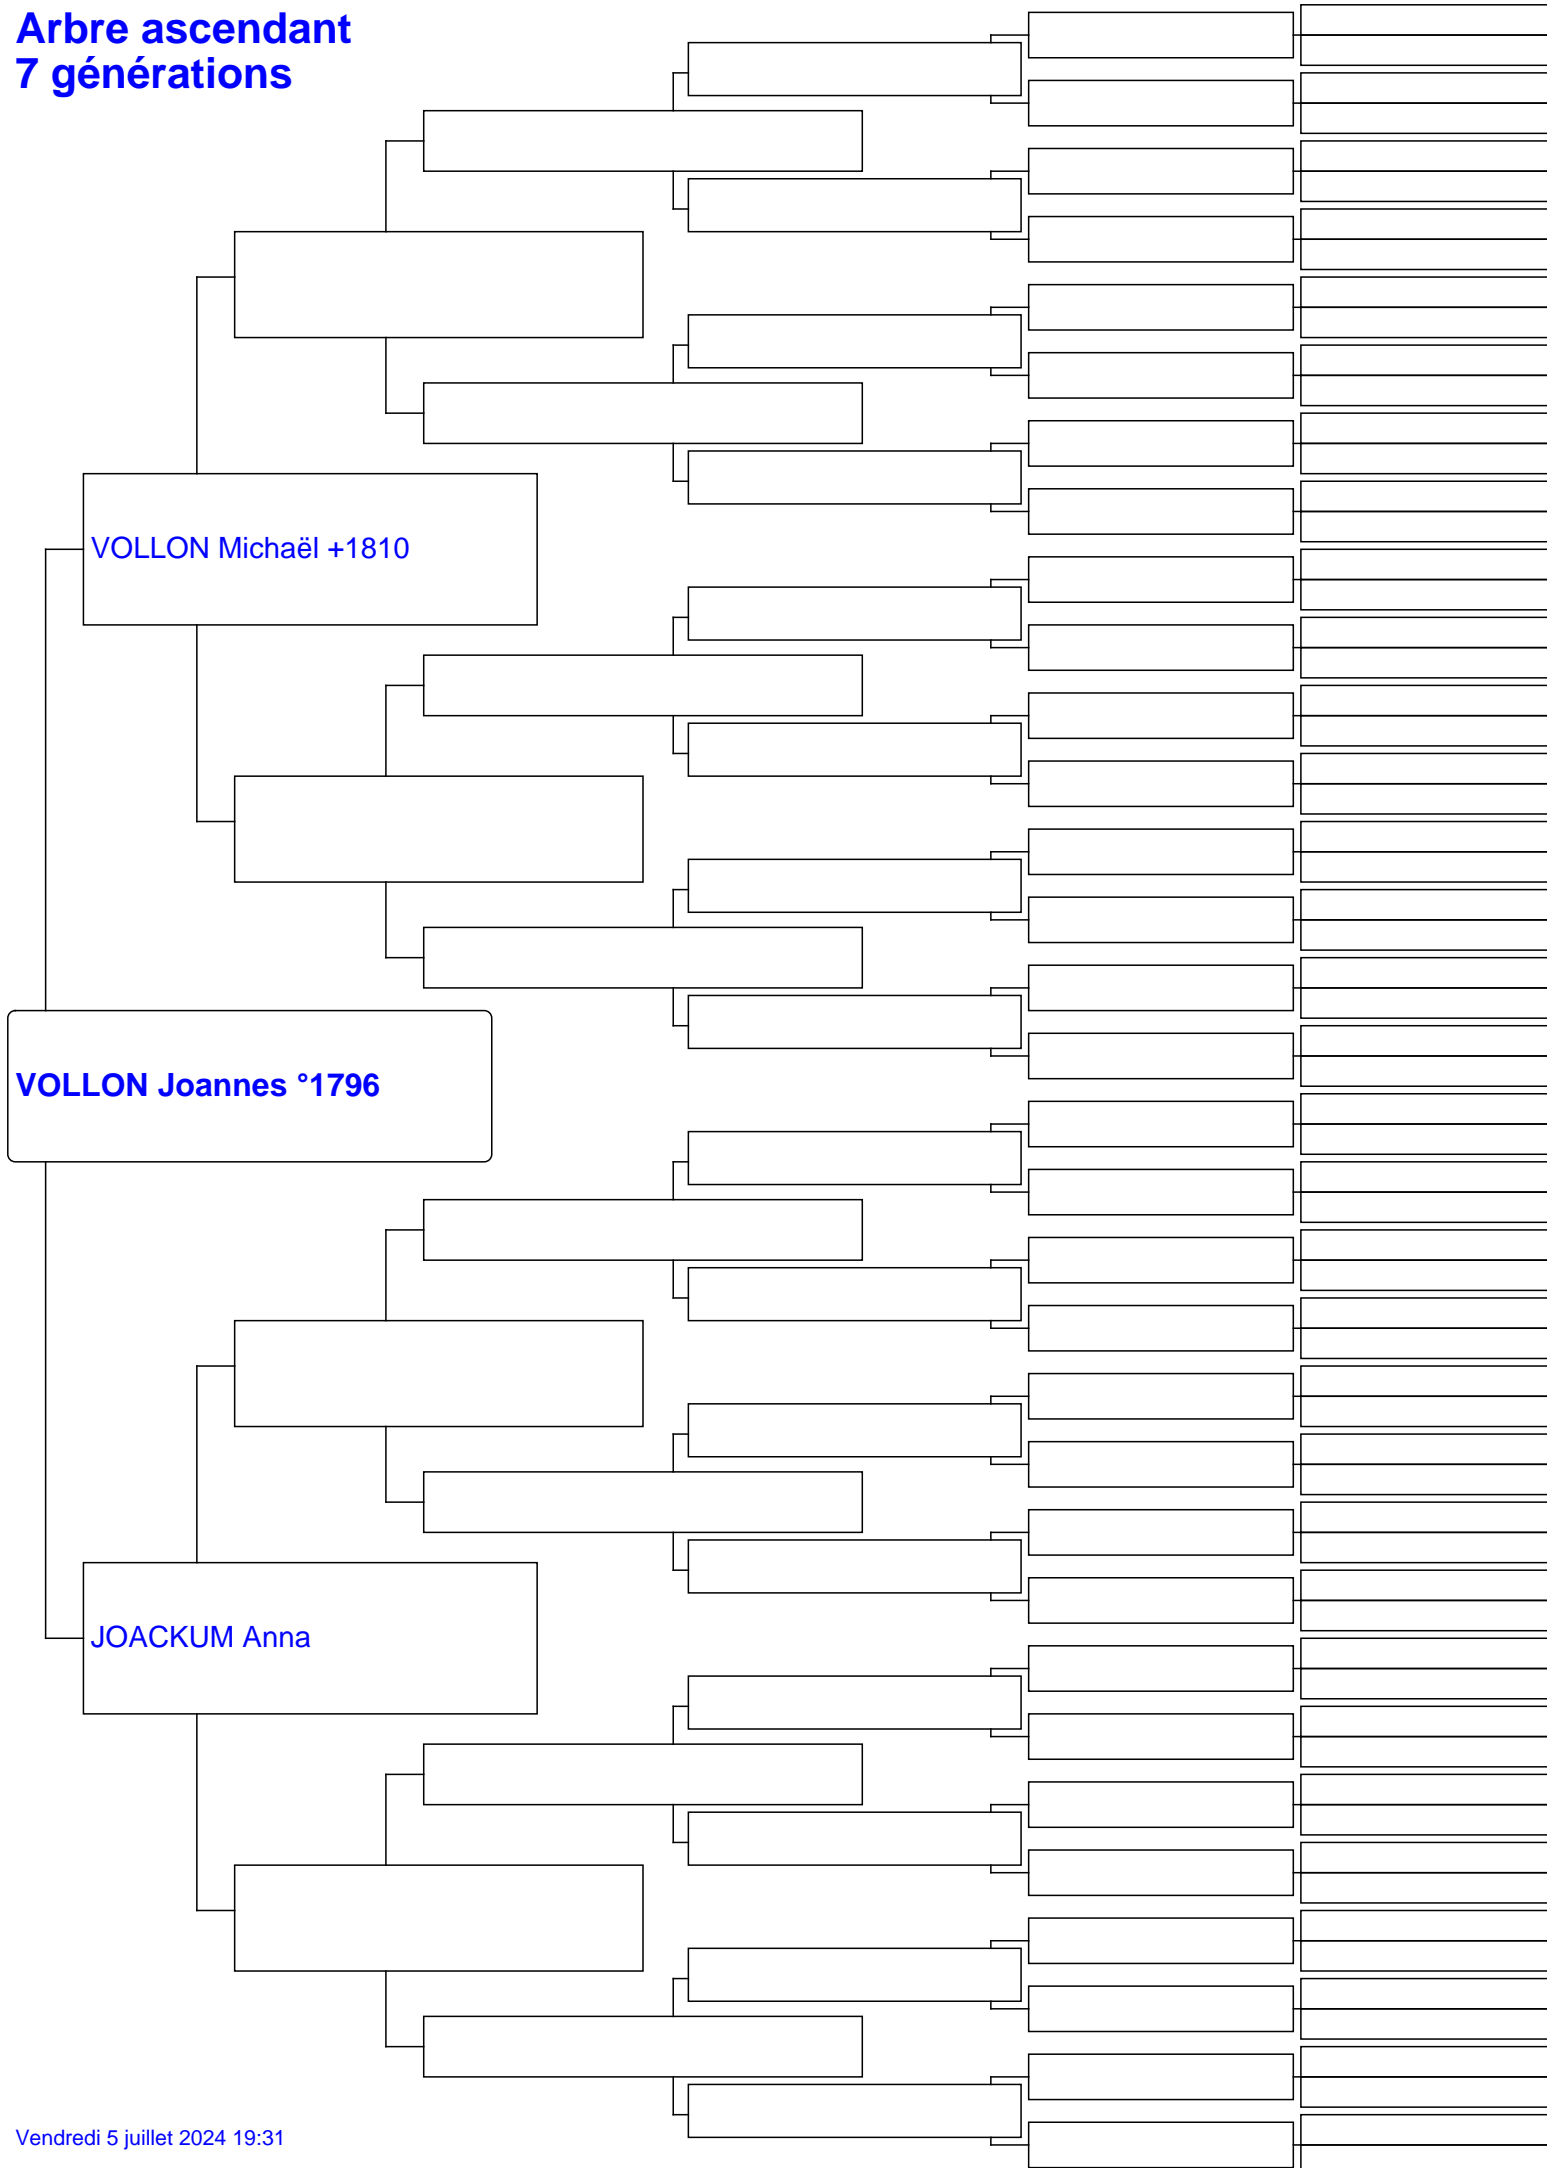 Arbre ascendant
7 générations
VOLLON Michaël +1810
VOLLON Joannes °1796
JOACKUM Anna
Vendredi 5 juillet 2024 19:31